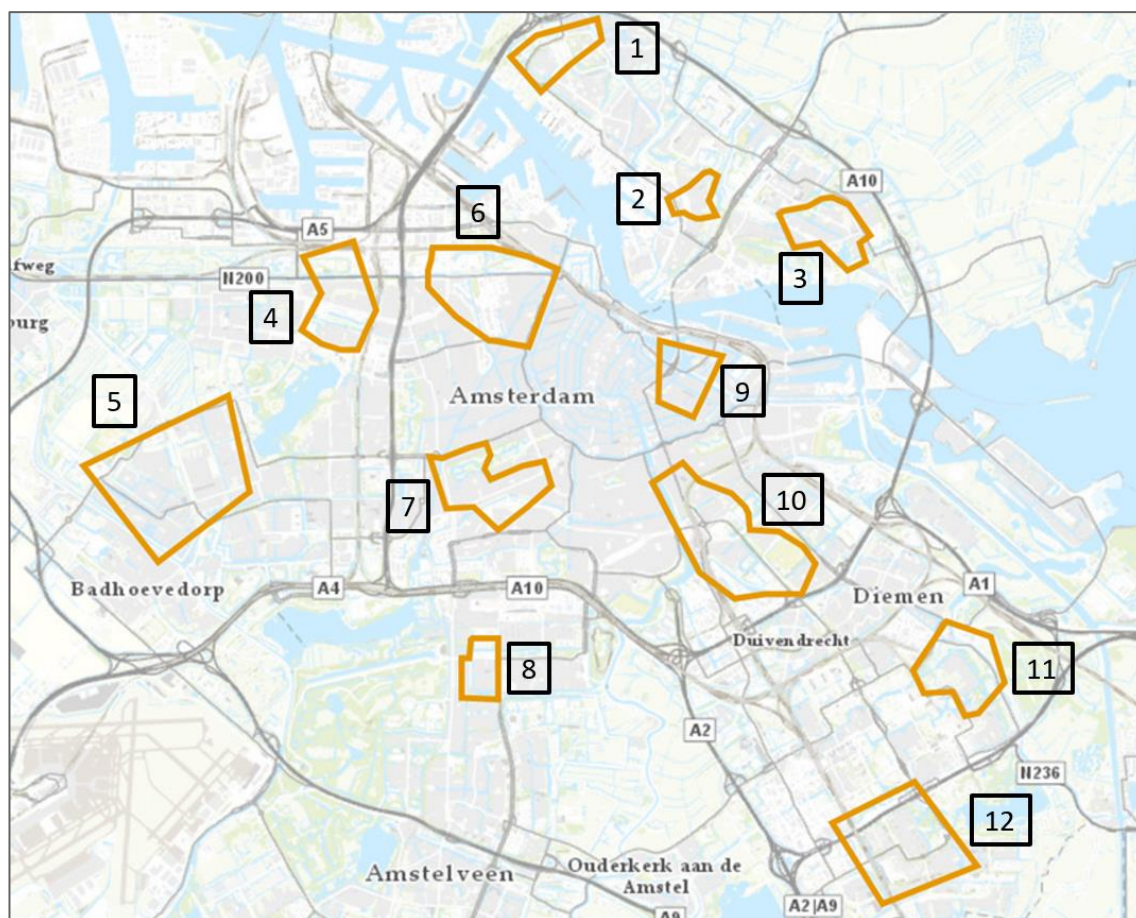 1
A10
2
6
A5
3
fweg
N200
4
burg
9
5
Amsterdam
10
7
Badhoevedorp
A4
A10
A1
Diemen
Duivendrecht
8
11
A2
N236
12
Amstelveen
Ouderkerk aan de
Amstel
A2|A9
A9